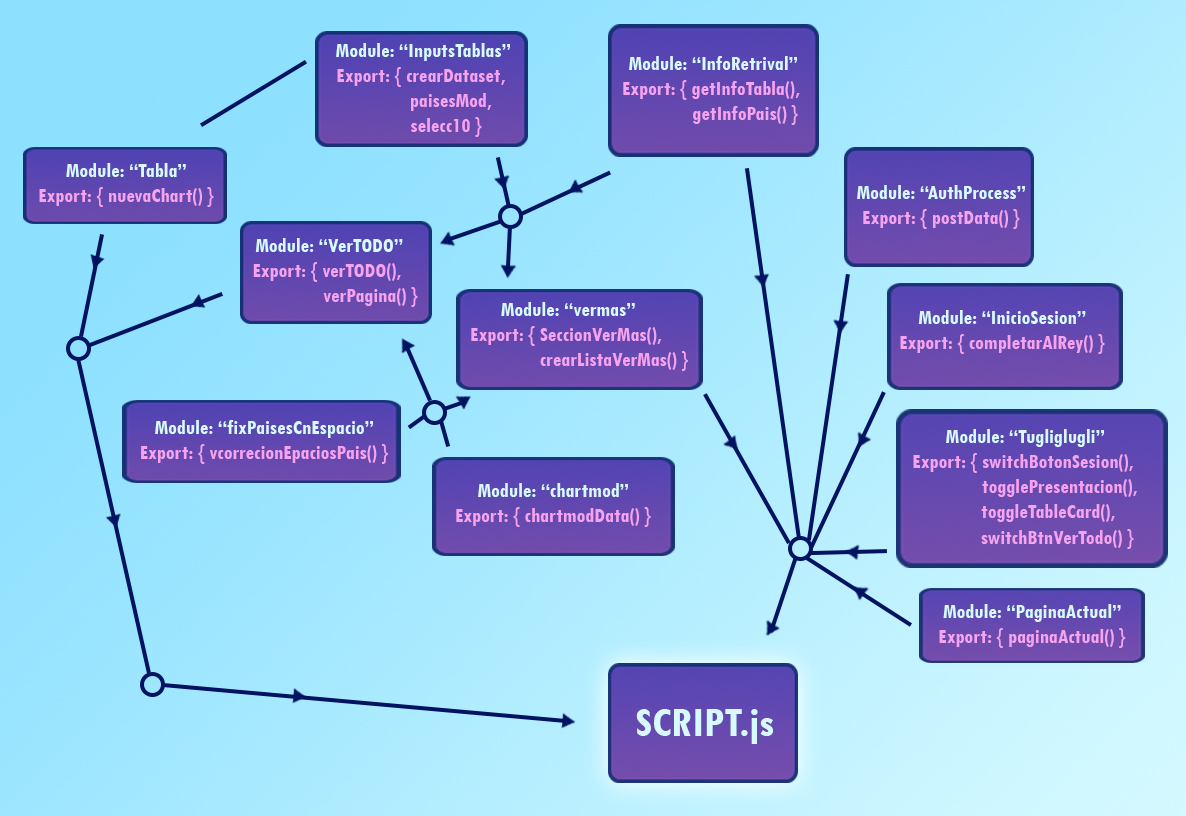 Module: “InputsTablas”
Export: { crearDataset,
paisesMod,
selecc10 }
Module: “InfoRetrival”
Export: { getInfoTabla(),
getInfoPais() }
Module: “Tabla”
Export: { nuevaChart() }
Module: “AuthProcess”
Export: { postData() }
Module: “VerTODO”
Export: { verTODO(),
verPagina() }
Module: “vermas”
Export: { SeccionVerMas(),
crearListaVerMas() }
Module: “InicioSesion”
Export: { completarAlRey() }
Module: “fixPaisesCnEspacio”
Export: { vcorrecionEpaciosPais() }
Module: “chartmod”
Export: { chartmodData() }
Module: “Tugliglugli”
Export: { switchBotonSesion(),
togglePresentacion(),
toggleTableCard(),
switchBtnVerTodo() }
Module: “PaginaActual”
Export: { paginaActual() }
SCRIPT.js